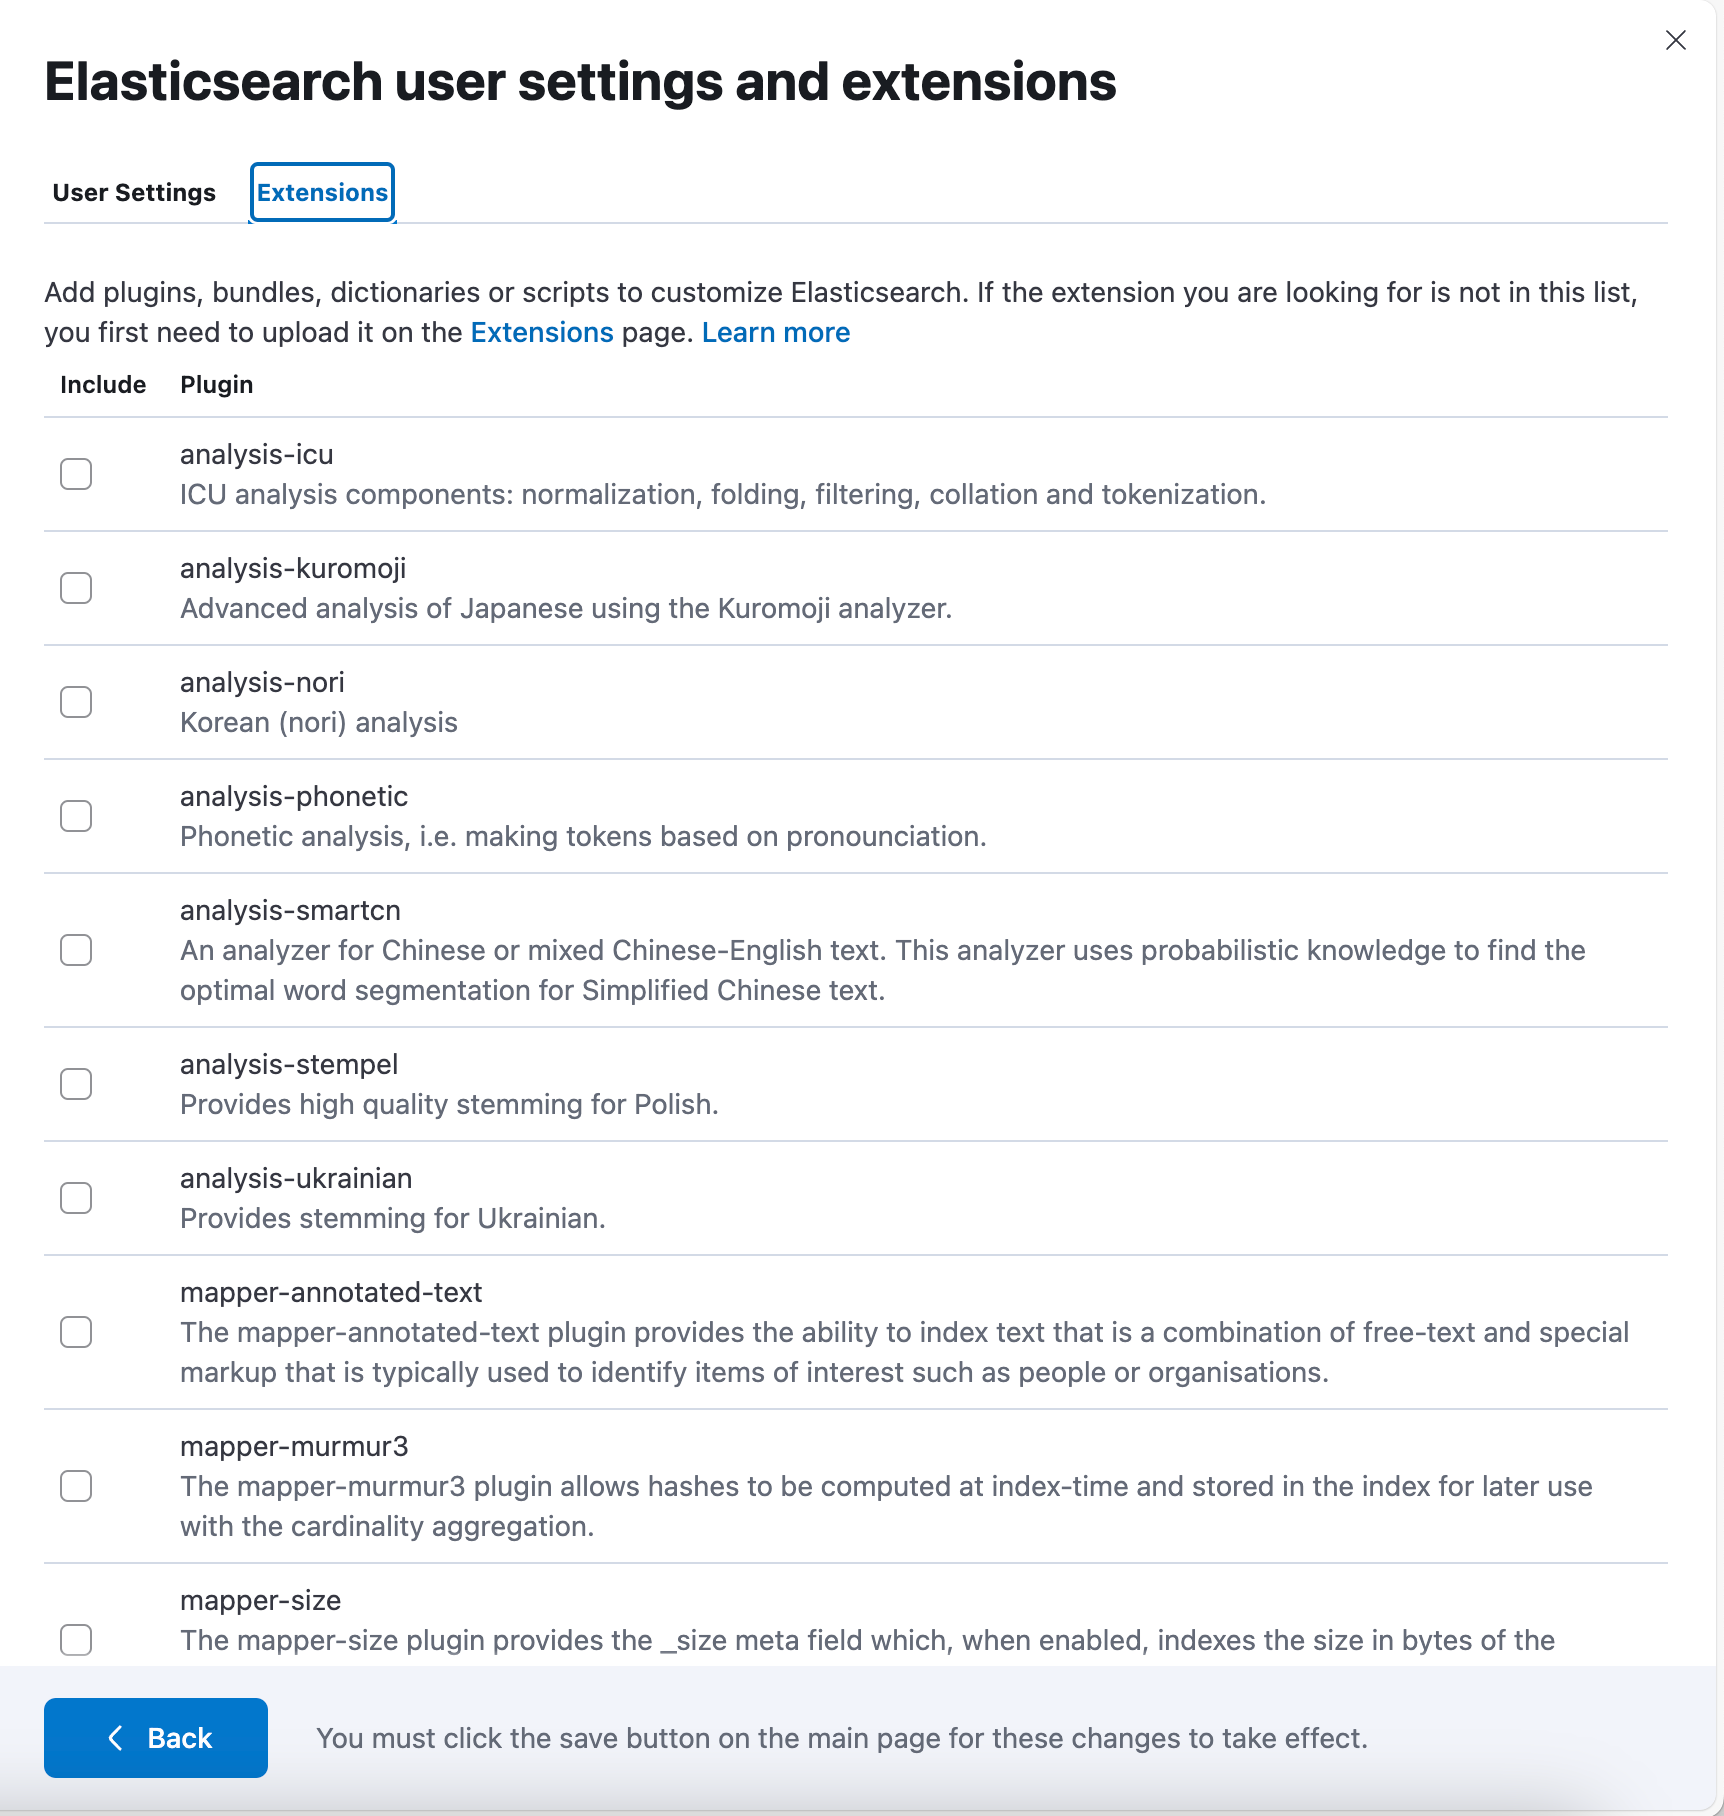 Elasticsearch user settings and extensions
User Settings Extensions
Add plugins, bundles, dictionaries or scripts to customize Elasticsearch. If the extension you are looking for is not in this list,
you first need to upload it on the Extensions page. Learn more
Include Plugin
analysis-icu
ICU analysis components: normalization, folding, filtering, collation and tokenization.
analysis-kuromoji
Advanced analysis of Japanese using the Kuromoji analyzer.
analysis-nori
Korean (nori) analysis
analysis-phonetic
Phonetic analysis, i.e. making tokens based on pronounciation.
analysis-smartcn
An analyzer for Chinese or mixed Chinese-English text. This analyzer uses probabilistic knowledge to find the
optimal word segmentation for Simplified Chinese text.
analysis-stempel
Provides high quality stemming for Polish.
analysis-ukrainian
Provides stemming for Ukrainian.
mapper-annotated-text
The mapper-annotated-text plugin provides the ability to index text that is a combination of free-text and special
markup that is typically used to identify items of interest such as people or organisations.
mapper-murmur3
The mapper-murmur3 plugin allows hashes to be computed at index-time and stored in the index for later use
with the cardinality aggregation.
mapper-size
The mapper-size plugin provides the _size meta field which, when enabled, indexes the size in bytes of the
Back
You must click the save button on the main page for these changes to take effect.